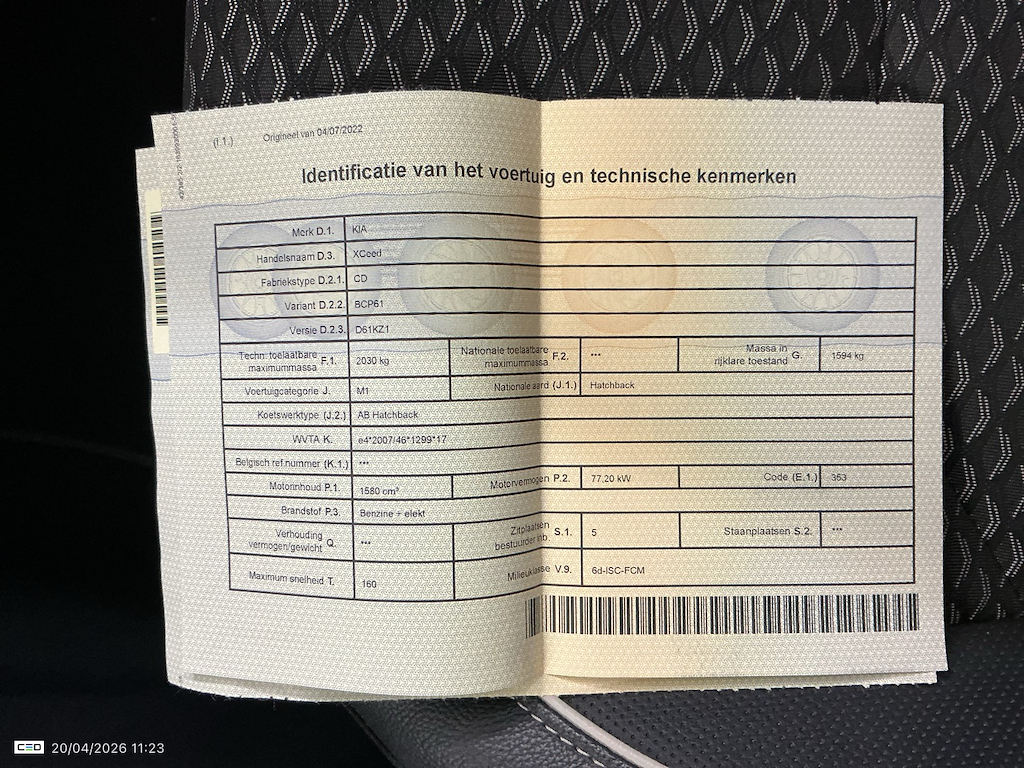 (I.1.) Origineel van 04/07/2022
Identificatie van het voertuig en technische kenmerken
Merk D.1. KIA
Handelsnaam D.3. XCeed
Fabriekstype D.2.1. CD
Variant D.2.2. BCP61
Versie D.2.3. D61KZ1
Techn. toelaatbare maximummassa F.1. 2030 kg Nationale toelaatbare maximummassa F.2. *** Massa in rijklare toestand G. 1594 kg
Voertuigcategorie J. M1 Nationale aard (J.1.) Hatchback
Koetswerktype (J.2.) AB Hatchback
WVTA K. e4*2007/46*1299*17
Belgisch ref.nummer (K.1.) ***
Motorinhoud P.1. 1580 cm³ Motorvermogen P.2. 77,20 kW Code (E.1.) 353
Brandstof P.3. Benzine + elekt
Verhouding vermogen/gewicht Q. *** Zitplaatsen bestuurder inb. S.1. 5 Staanplaatsen S.2. ***
Maximum snelheid T. 160 Milieuklasse V.9. 6d-ISC-FCM
CEO 20/04/2026 11:23